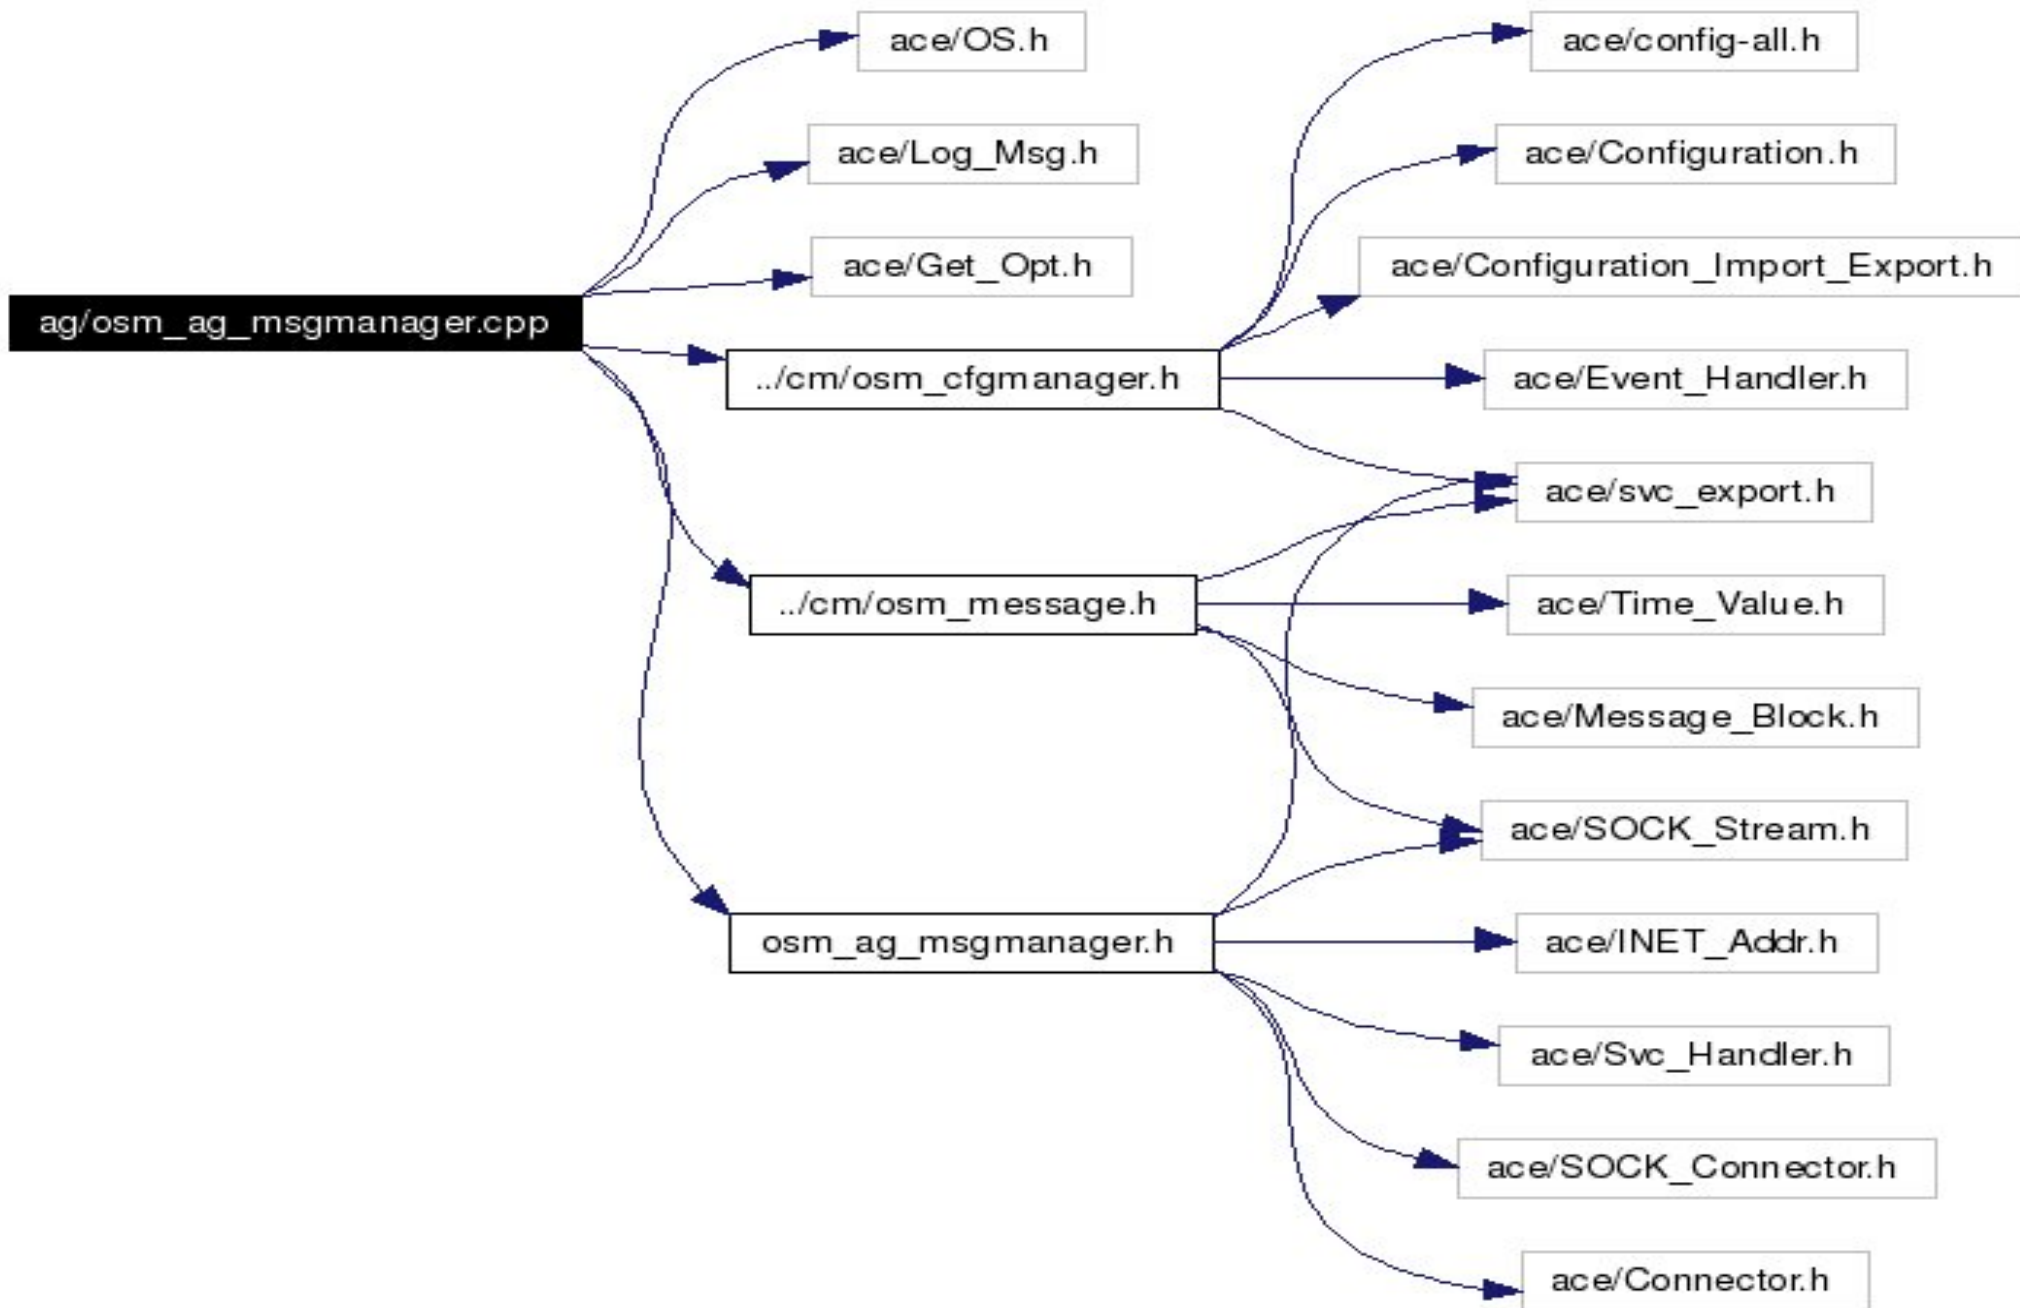 ace/OS.h
ace/config-all.h
ace/Log_Msg.h
ace/Configuration.h
ace/Get_Opt.h
ace/Configuration_Import_Export.h
ag/osm_ag_msgmanager.cpp
../cm/osm_cfgmanager.h
ace/Event_Handler.h
ace/svc_export.h
../cm/osm_message.h
ace/Time_Value.h
ace/Message_Block.h
ace/SOCK_Stream.h
osm_ag_msgmanager.h
ace/INET_Addr.h
ace/Svc_Handler.h
ace/SOCK_Connector.h
ace/Connector.h